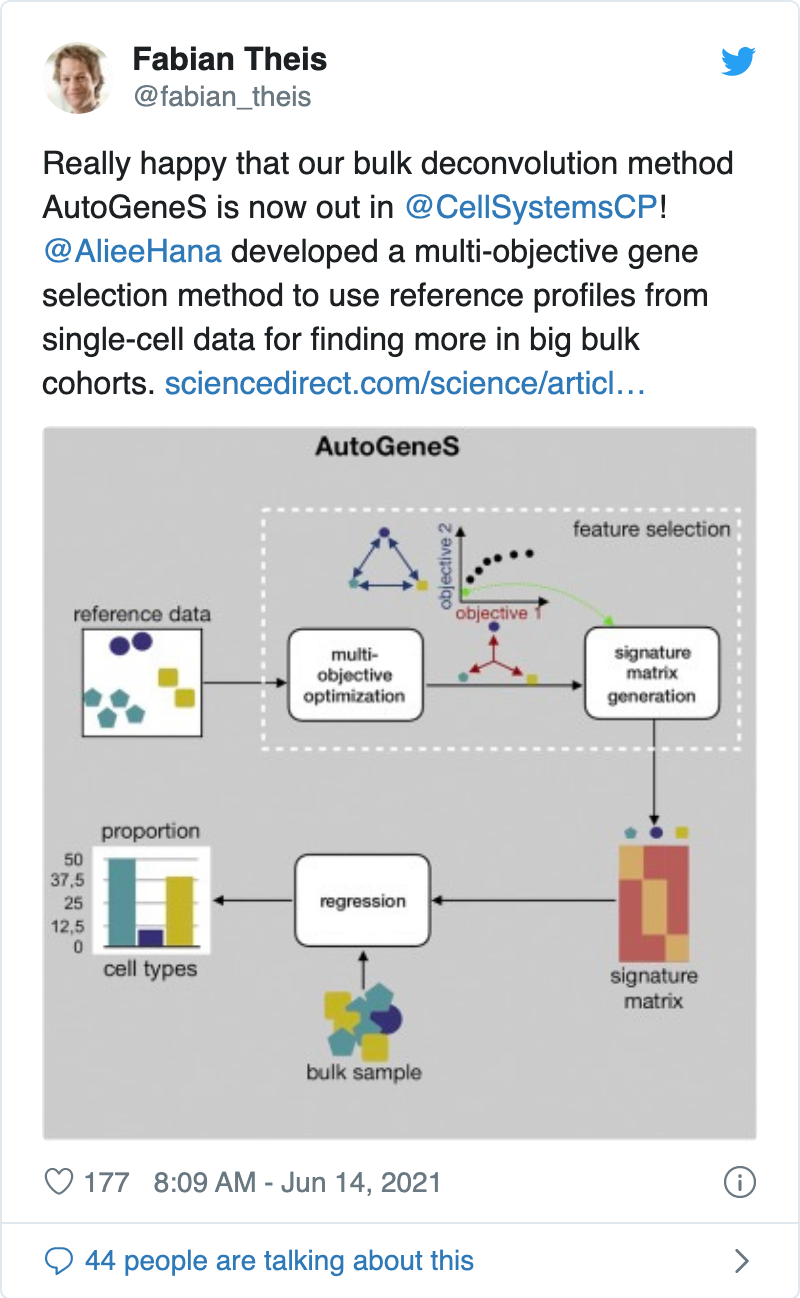 Fabian Theis
@fabian_theis
Really happy that our bulk deconvolution method
AutoGeneS is now out in @CellSystemsCP!
@AlieeHana developed a multi-objective gene
selection method to use reference profiles from
single-cell data for finding more in big bulk
cohorts. sciencedirect.com/science/articl…
AutoGeneS
feature selection
objective 2
objective 1
reference data
multi-
objective
optimization
signature
matrix
generation
proportion
50
37,5
25
12,5
0
cell types
regression
bulk sample
signature
matrix
177 8:09 AM - Jun 14, 2021
44 people are talking about this